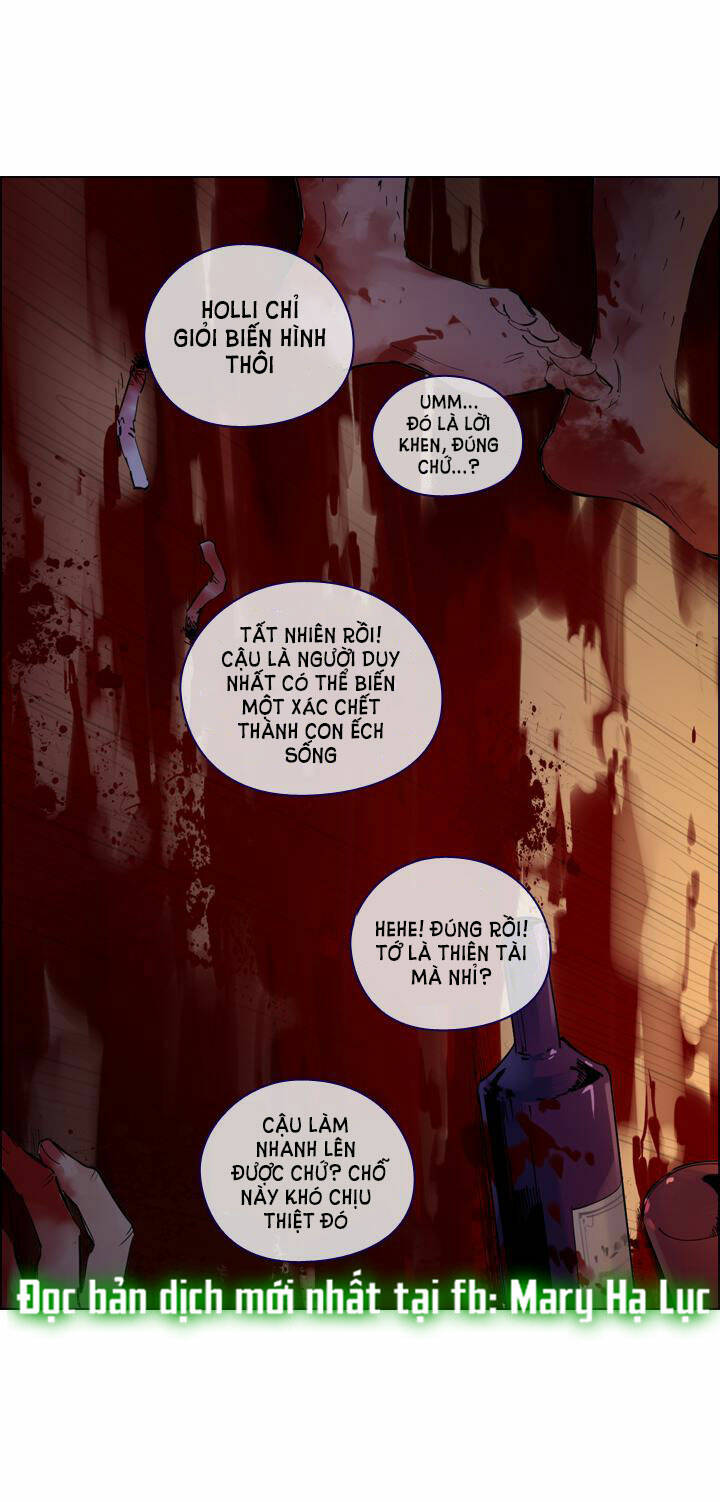 HOLLI CHỈ
GIỎI BIẾN HÌNH
THÔI
UMM...
ĐÓ LÀ LỜI
KHEN, ĐÚNG
CHỨ...?
TẤT NHIÊN RỒI!
CẬU LÀ NGƯỜI DUY
NHẤT CÓ THỂ BIẾN
MỘT XÁC CHẾT
THÀNH CON ẾCH
SỐNG
HEHE! ĐÚNG RỒI!
TỚ LÀ THIÊN TÀI
MÀ NHỈ?
CẬU LÀM
NHANH LÊN
ĐƯỢC CHỨ? CHỖ
NÀY KHÓ CHỊU
THIỆT ĐÓ
Đọc bản dịch mới nhất tại fb: Mary Hạ Lục